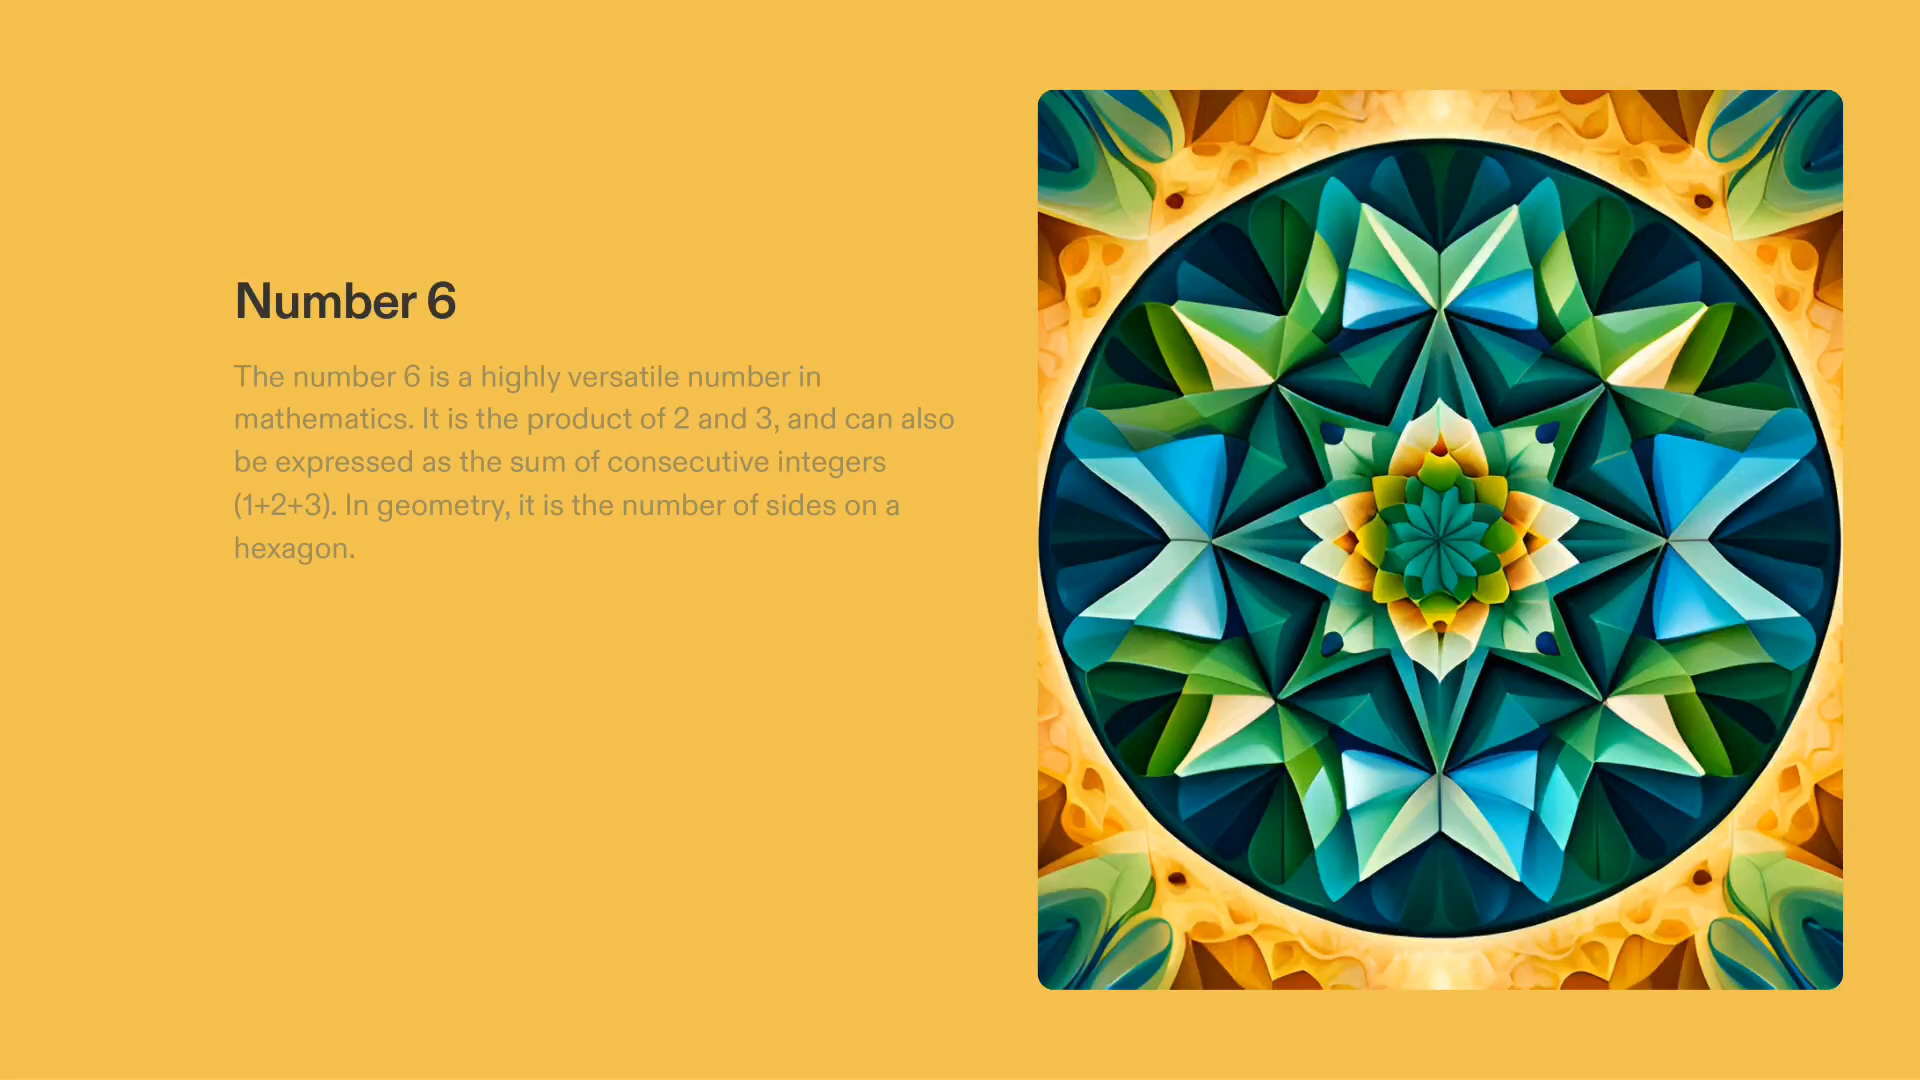 Number 6
The number 6 is a highly versatile number in
mathematics. It is the product of 2 and 3, and can also
be expressed as the sum of consecutive integers
(1+2+3). In geometry, it is the number of sides on a
hexagon.